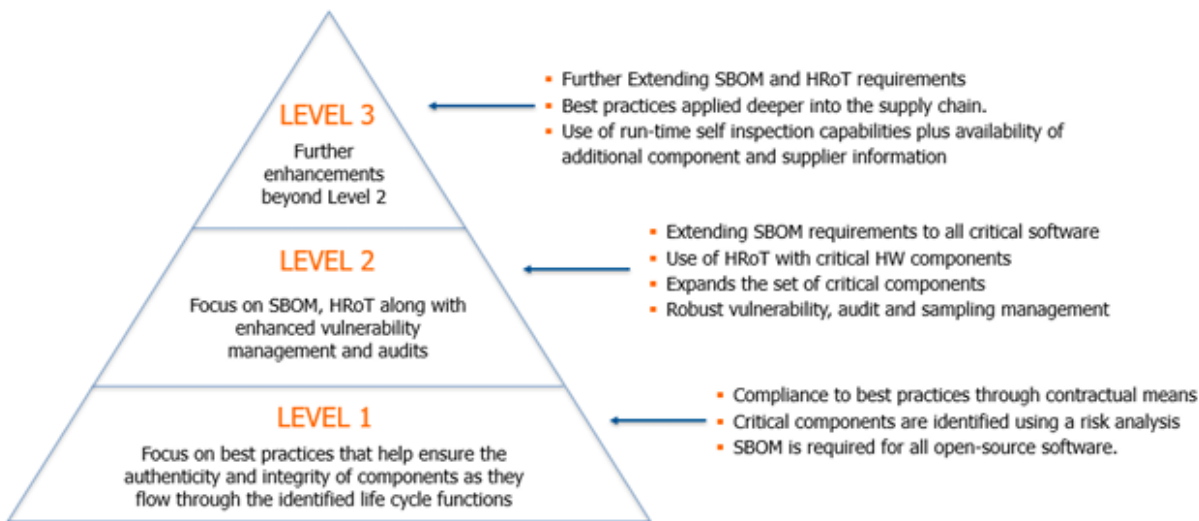 LEVEL 3
Further
enhancements
beyond Level 2
▪ Further Extending SBOM and HRoT requirements
▪ Best practices applied deeper into the supply chain.
▪ Use of run-time self inspection capabilities plus availability of
additional component and supplier information
LEVEL 2
Focus on SBOM, HRoT along with
enhanced vulnerability
management and audits
▪ Extending SBOM requirements to all critical software
▪ Use of HRoT with critical HW components
▪ Expands the set of critical components
▪ Robust vulnerability, audit and sampling management
LEVEL 1
Focus on best practices that help ensure the
authenticity and integrity of components as they
flow through the identified life cycle functions
▪ Compliance to best practices through contractual means
▪ Critical components are identified using a risk analysis
▪ SBOM is required for all open-source software.